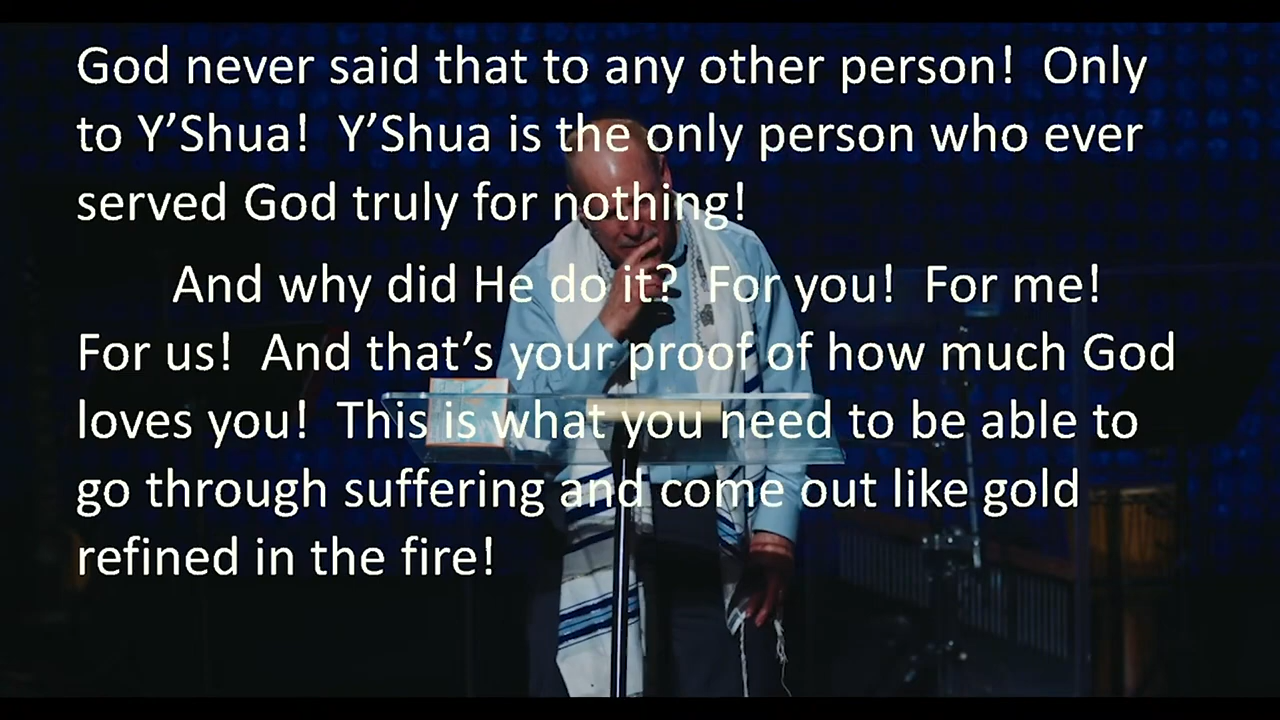 God never said that to any other person!  Only
to Y’Shua!  Y’Shua is the only person who ever
served God truly for nothing!
And why did He do it?  For you!  For me!
For us!  And that’s your proof of how much God
loves you!  This is what you need to be able to
go through suffering and come out like gold
refined in the fire!